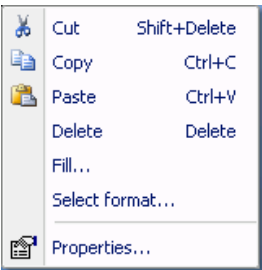 Cut Shift+Delete
Copy Ctrl+C
Paste Ctrl+V
Delete Delete
Fill...
Select format...
Properties...